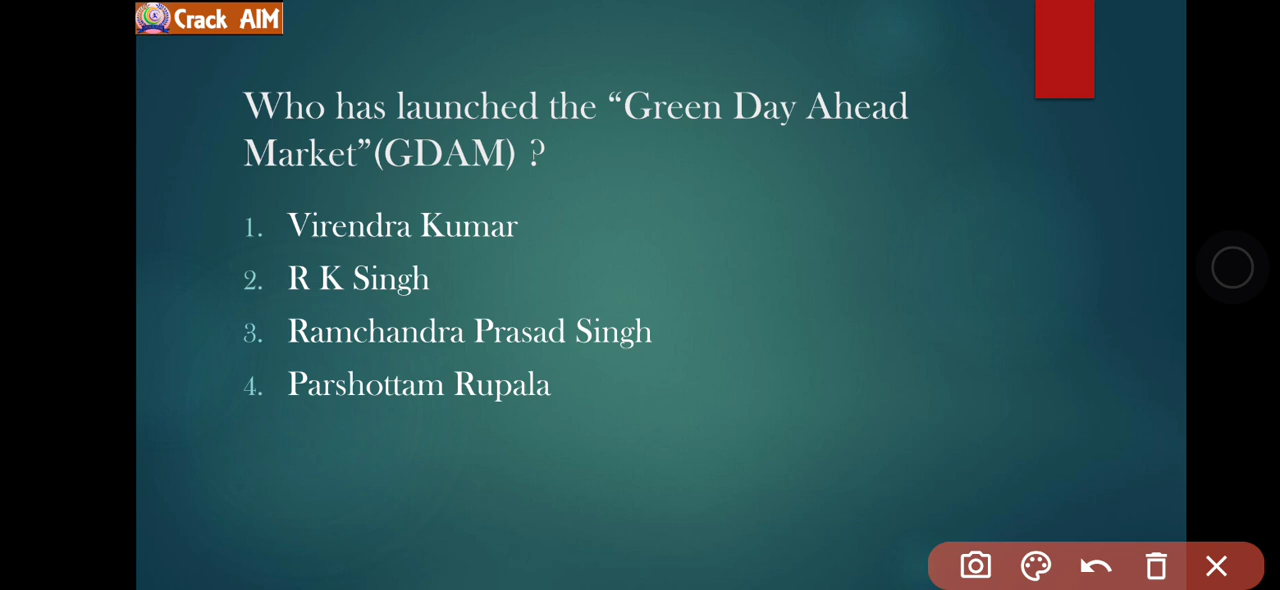 Crack AIM
Who has launched the “Green Day Ahead
Market”(GDAM) ?
1. Virendra Kumar
2. R K Singh
3. Ramchandra Prasad Singh
4. Parshottam Rupala